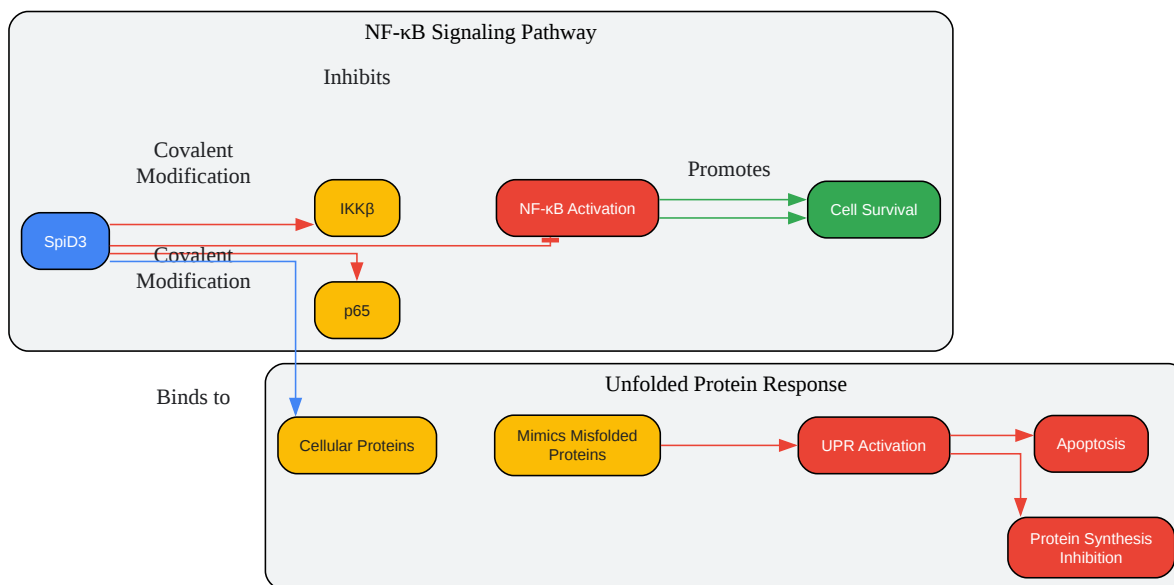 NF-κB Signaling Pathway
Inhibits
Covalent
Modification
Promotes
IKKβ
NF-κB Activation
Cell Survival
SpiD3
Covalent
Modification
p65
Unfolded Protein Response
Binds to
Cellular Proteins
Mimics Misfolded
Proteins
UPR Activation
Apoptosis
Protein Synthesis
Inhibition